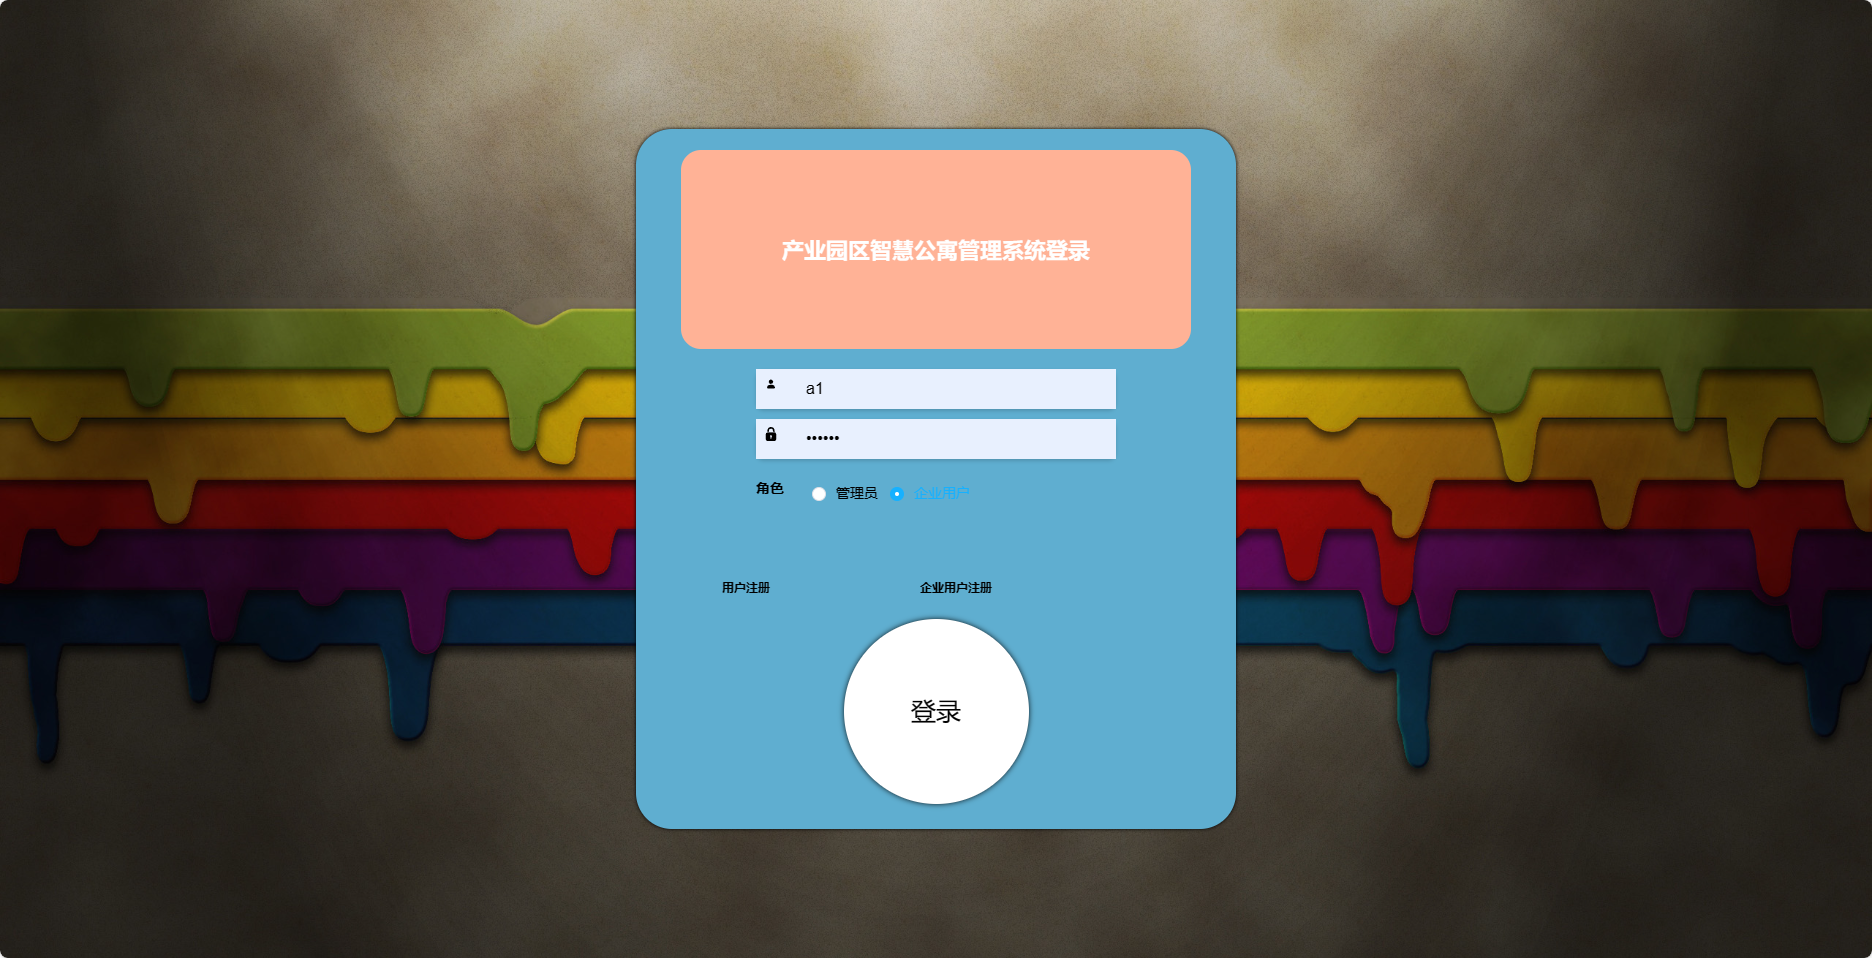 产业园区智慧公寓管理系统登录
a1
••••••
角色 管理员 企业用户
用户注册 企业用户注册
登录